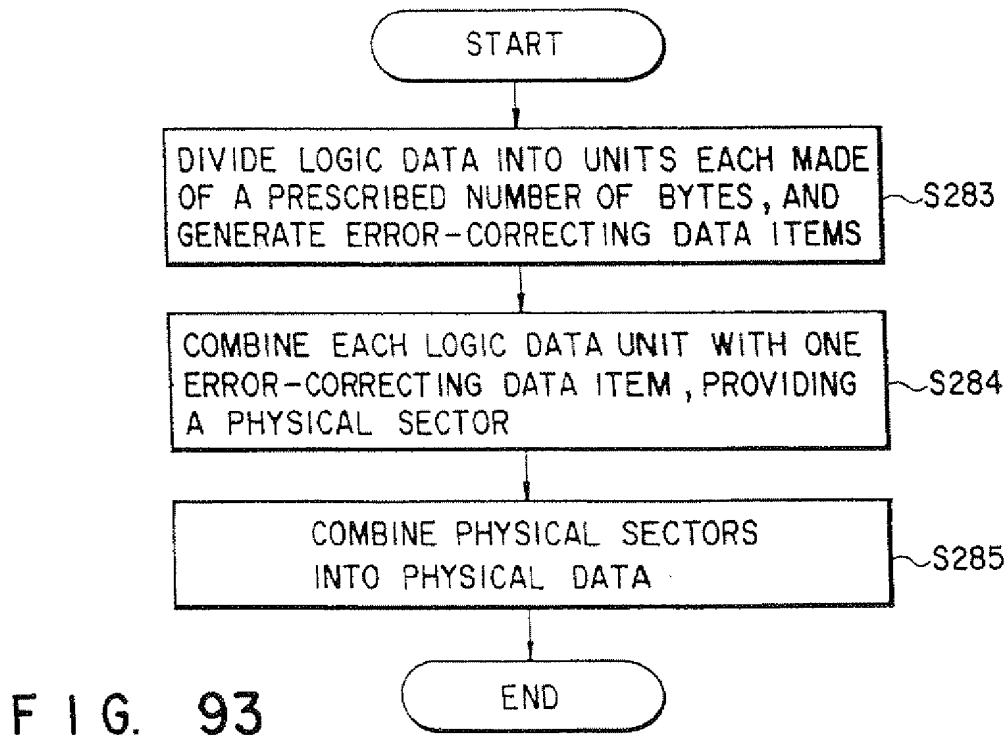 START
DIVIDE LOGIC DATA INTO UNITS EACH MADE
OF A PRESCRIBED NUMBER OF BYTES, AND
GENERATE ERROR-CORRECTING DATA ITEMS
S283
COMBINE EACH LOGIC DATA UNIT WITH ONE
ERROR-CORRECTING DATA ITEM, PROVIDING
A PHYSICAL SECTOR
S284
COMBINE PHYSICAL SECTORS
INTO PHYSICAL DATA
S285
END
FIG. 93